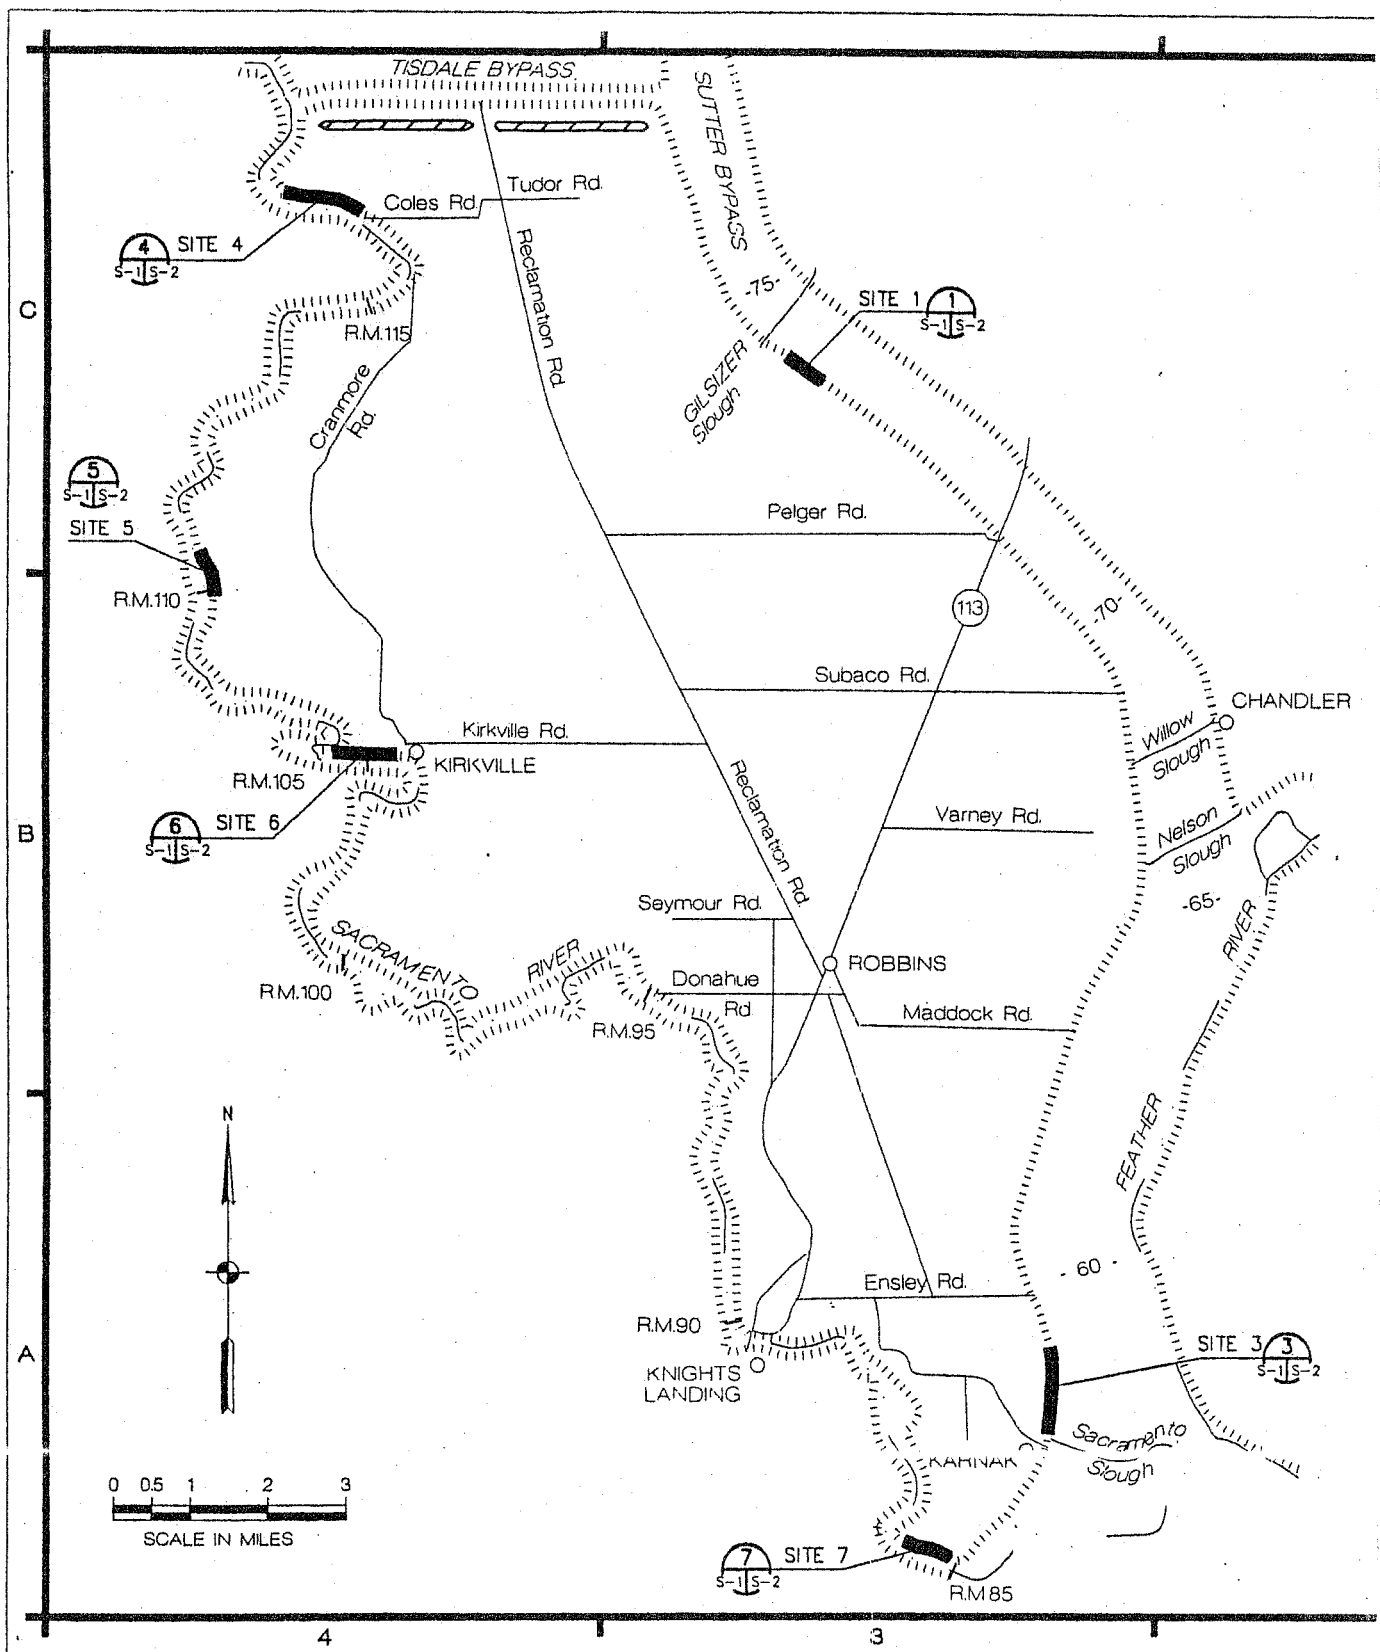 TISDALE BYPASS
SUTTER BYPASS
Tudor Rd.
Coles Rd.
4
SITE 4
S-1 S-2
Reclamation Rd.
-75-
SITE 1
1
S-1 S-2
C
R.M.115
GILSIZER
Slough
Cranmore
Rd.
5
S-1 S-2
SITE 5
Pelger Rd.
R.M.110
113
-70-
Subaco Rd.
CHANDLER
Willow
Slough
Kirkville Rd.
KIRKVILLE
R.M.105
Reclamation Rd.
6
SITE 6
S-1 S-2
B
Varney Rd.
Nelson
Slough
-65-
Seymour Rd.
SACRAMENTO
RIVER
RIVER
ROBBINS
Donahue
Rd.
R.M.100
R.M.95
Maddock Rd.
N
FEATHER
- 60 -
Ensley Rd.
R.M.90
A
SITE 3
3
S-1 S-2
KNIGHTS
LANDING
Sacramento
Slough
KARNAK
0 0.5 1 2 3
SCALE IN MILES
7
SITE 7
S-1 S-2
R.M 85
4
3